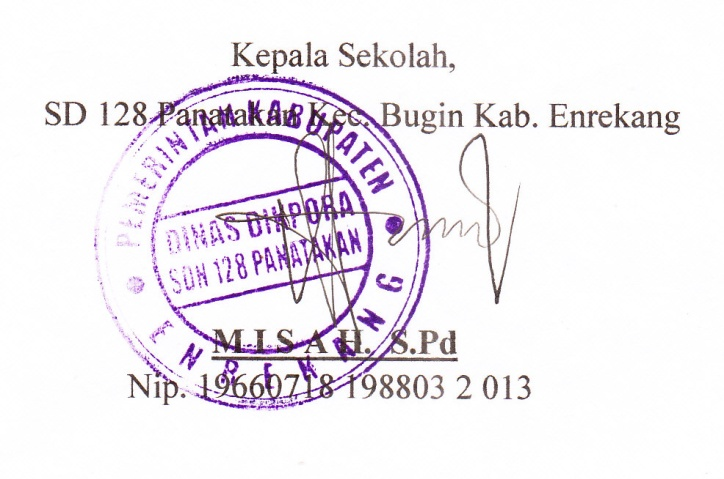 Kepala Sekolah,
SD 128 Panatakan Kec. Bugin Kab. Enrekang
PEMERINTAH KABUPATEN
DINAS DIKPORA
SDN 128 PANATAKAN
ENREKANG
M I S A H. S.Pd
Nip. 19660718 198803 2 013